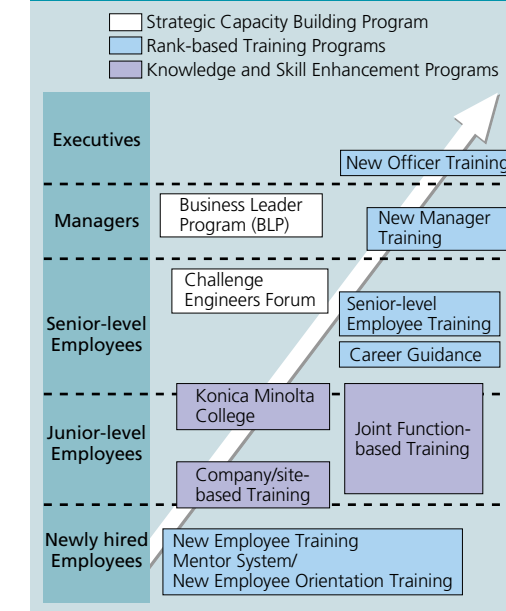 Strategic Capacity Building Program
Rank-based Training Programs
Knowledge and Skill Enhancement Programs
Executives
New Officer Training
Managers
Business Leader
Program (BLP)
New Manager
Training
Challenge
Engineers Forum
Senior-level
Employees
Senior-level
Employee Training
Career Guidance
Konica Minolta
College
Junior-level
Employees
Joint Function-
based Training
Company/site-
based Training
Newly hired
Employees
New Employee Training
Mentor System/
New Employee Orientation Training